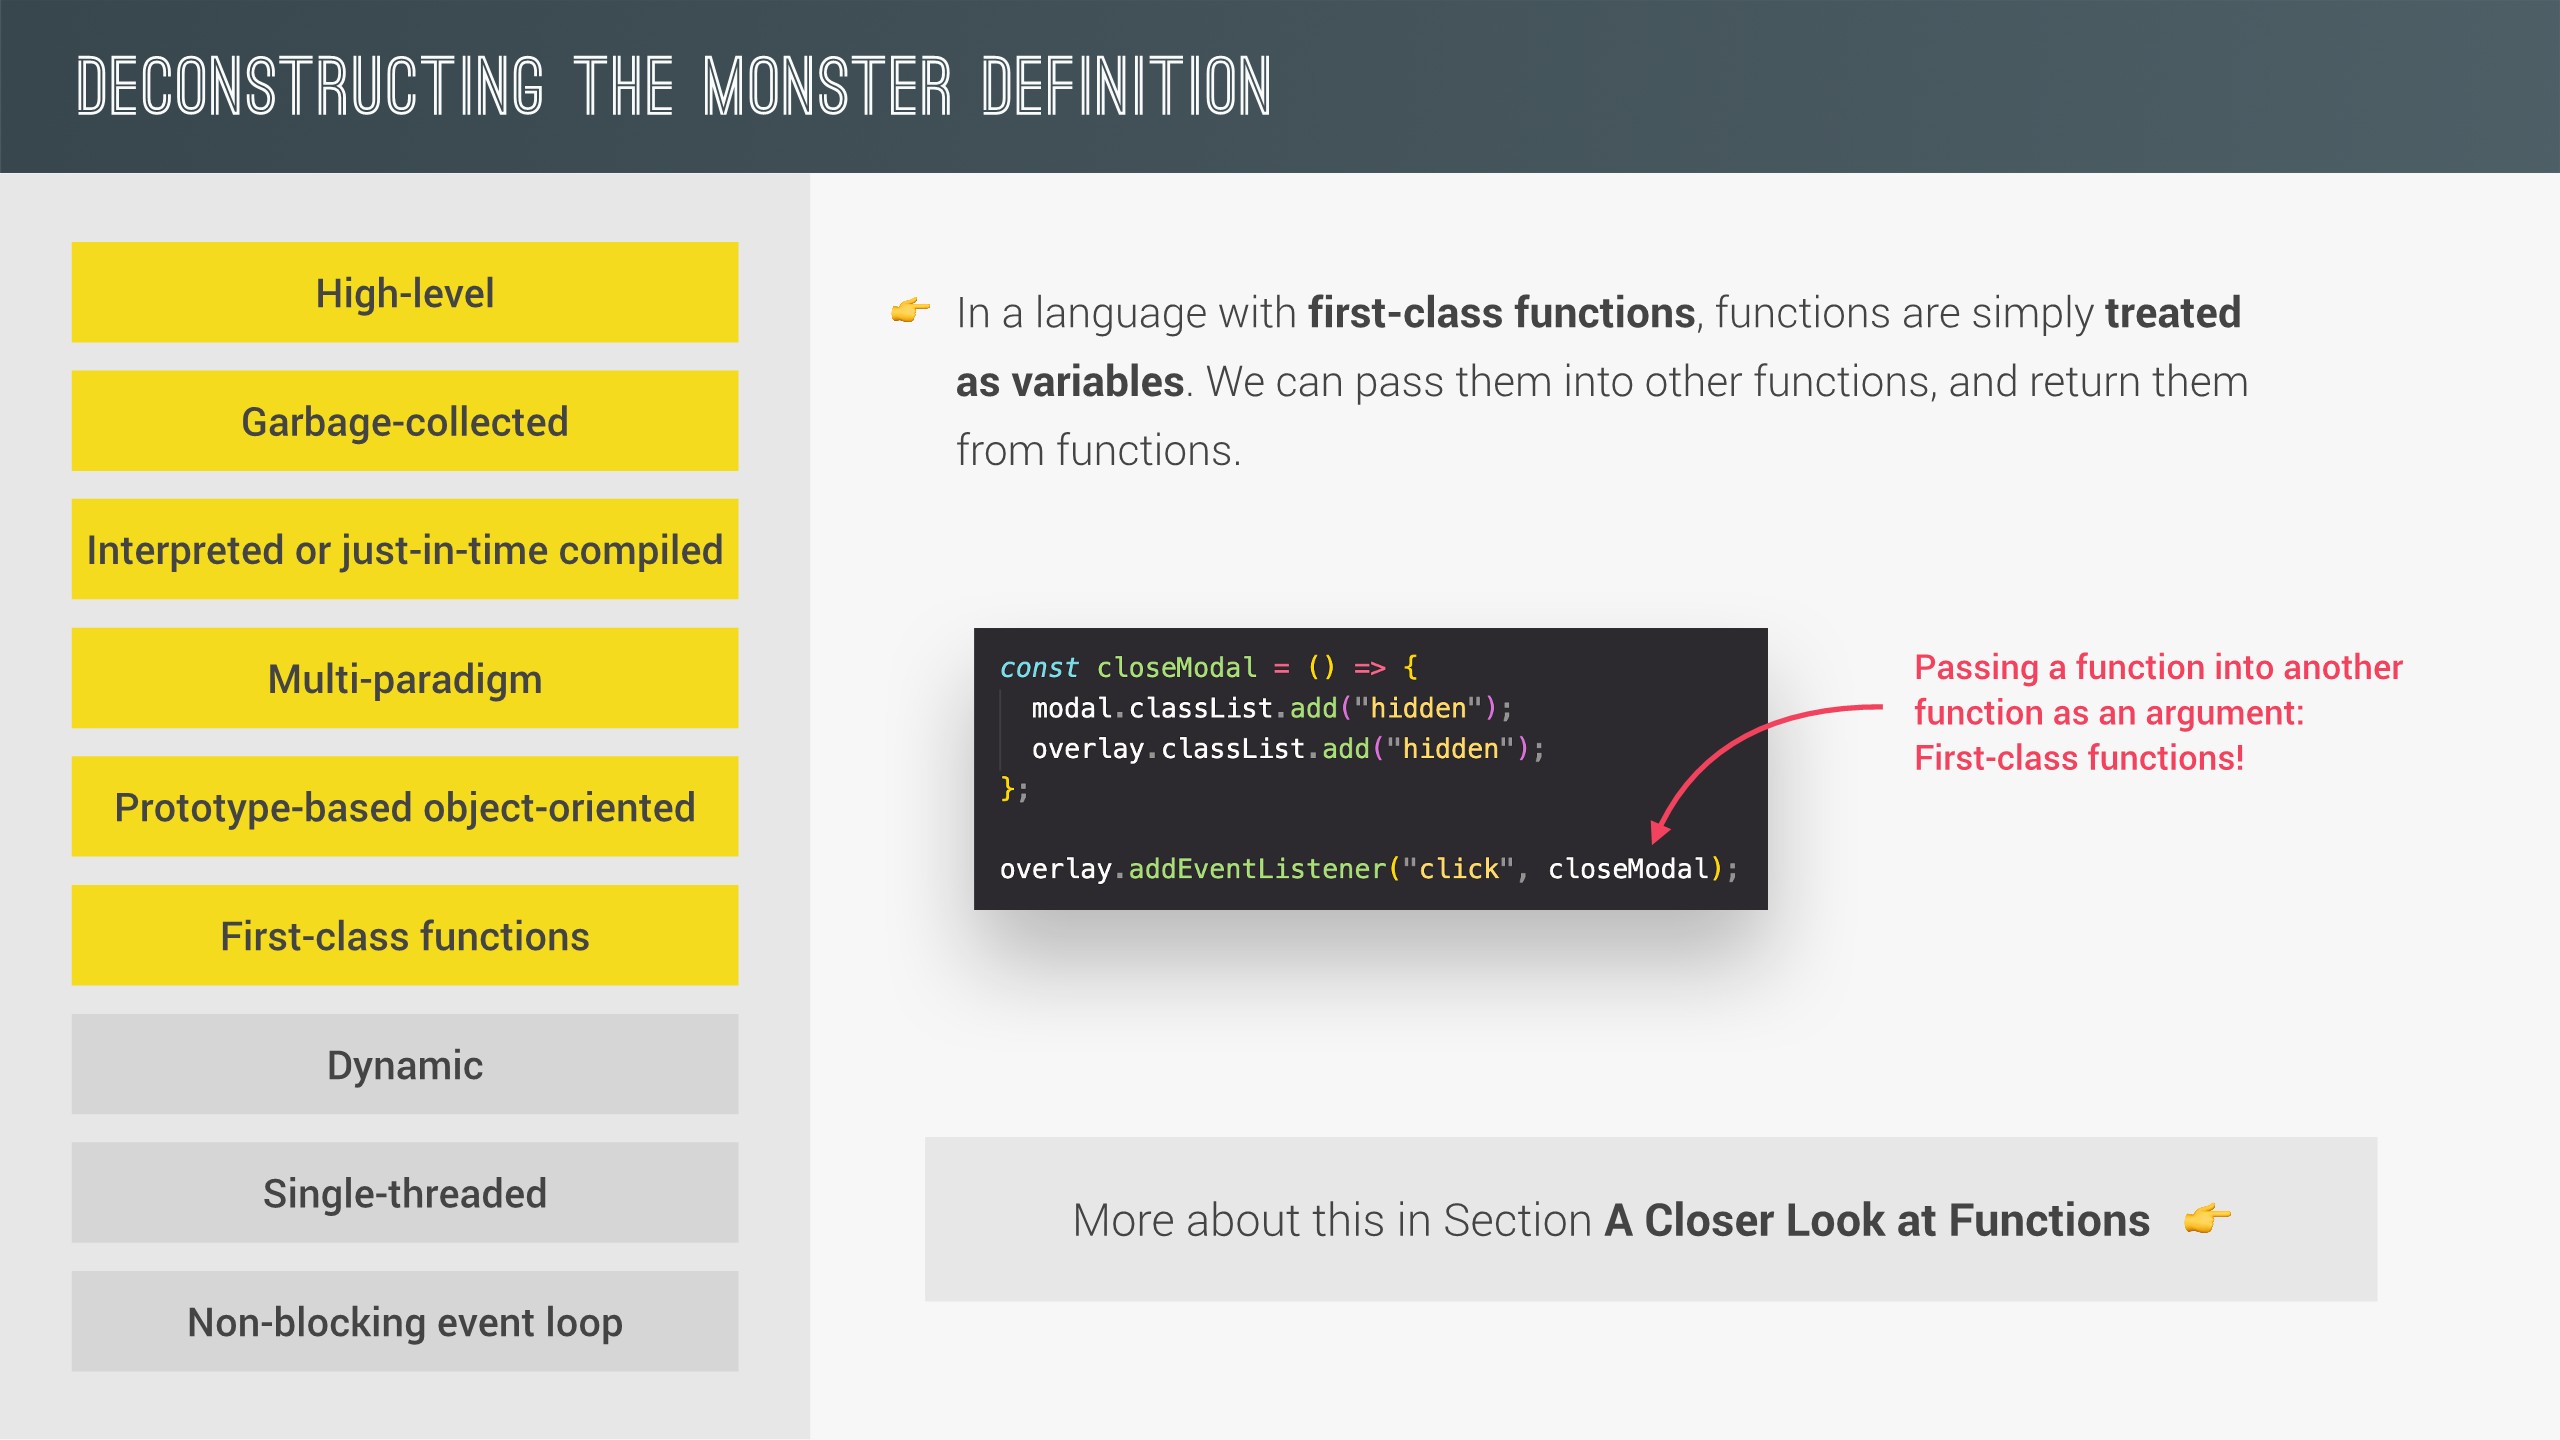 DECONSTRUCTING THE MONSTER DEFINITION
High-level
Garbage-collected
Interpreted or just-in-time compiled
Multi-paradigm
Prototype-based object-oriented
First-class functions
Dynamic
Single-threaded
Non-blocking event loop
👉 In a language with first-class functions, functions are simply treated
as variables. We can pass them into other functions, and return them
from functions.
const closeModal = () => {
  modal.classList.add("hidden");
  overlay.classList.add("hidden");
};
overlay.addEventListener("click", closeModal);
Passing a function into another
function as an argument:
First-class functions!
More about this in Section A Closer Look at Functions 👉